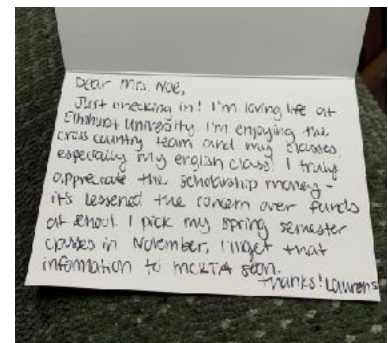 Dear Mrs. Noe,
Just checking in! I'm loving life at
Elmhurst University. I'm enjoying the
cross country team and my classes,
especially my english class! I truly
appreciate the scholarship money -
it's lessened the concern over funds
at school. I pick my spring semester
classes in November, I'll get that
information to MCRTA soon.
Thanks! Lauren S